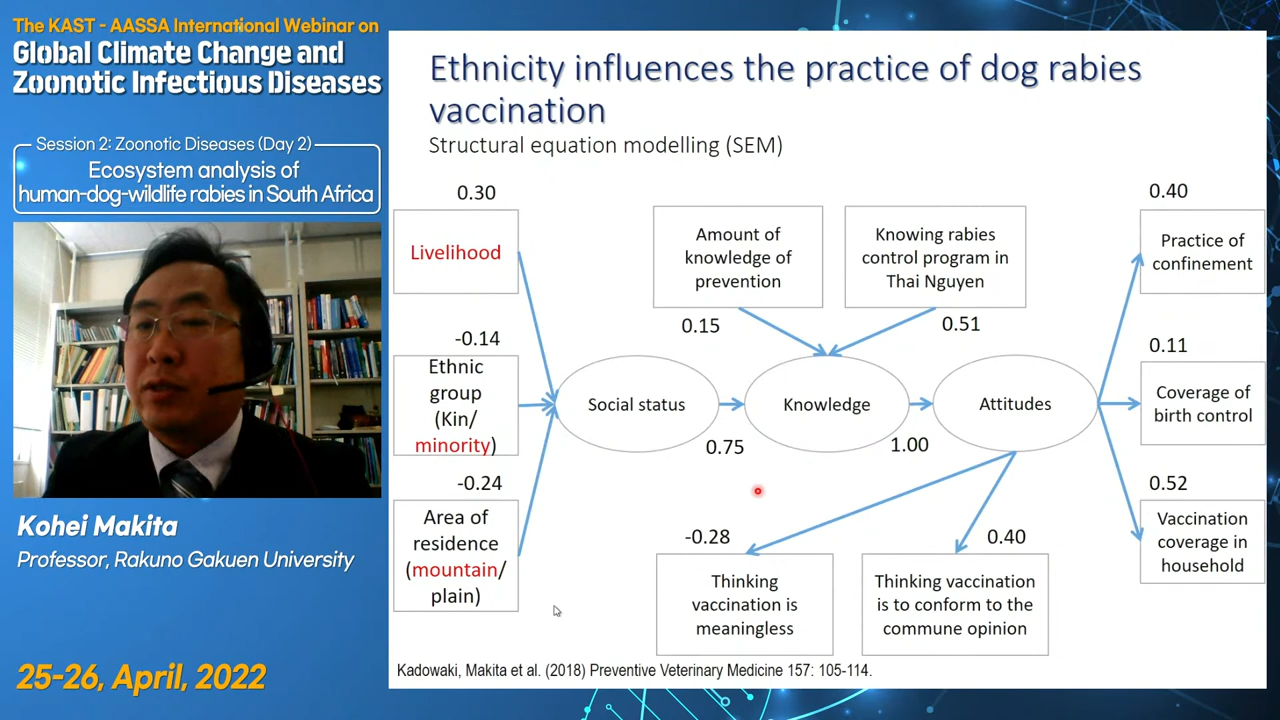 The KAST - AASSA International Webinar on
Global Climate Change and
Zoonotic Infectious Diseases
Session 2: Zoonotic Diseases (Day 2)
Ecosystem analysis of
human-dog-wildlife rabies in South Africa
Kohei Makita
Professor, Rakuno Gakuen University
25-26, April, 2022
Ethnicity influences the practice of dog rabies
vaccination
Structural equation modelling (SEM)
0.30
Livelihood
-0.14
Ethnic
group
(Kin/
minority)
-0.24
Area of
residence
(mountain/
plain)
Amount of
knowledge of
prevention
0.15
Knowing rabies
control program in
Thai Nguyen
0.51
Social status
0.75
Knowledge
1.00
Attitudes
-0.28
Thinking
vaccination is
meaningless
0.40
Thinking vaccination
is to conform to the
commune opinion
0.40
Practice of
confinement
0.11
Coverage of
birth control
0.52
Vaccination
coverage in
household
Kadowaki, Makita et al. (2018) Preventive Veterinary Medicine 157: 105-114.